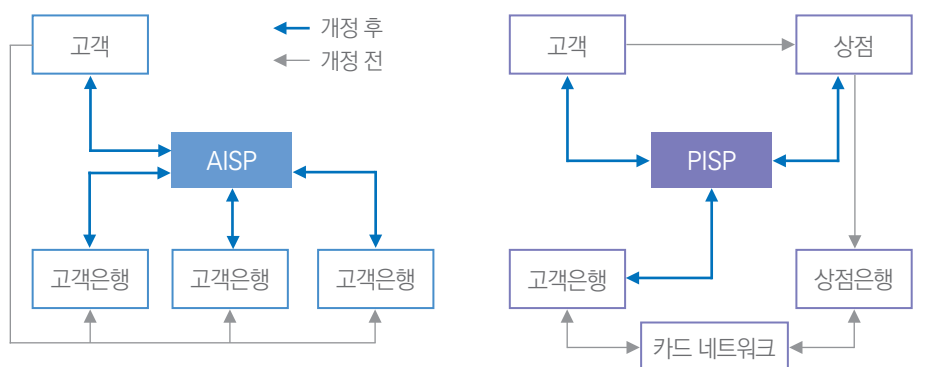 고객
개정 후
개정 전
AISP
고객은행
고객은행
고객은행
고객
상점
PISP
고객은행
상점은행
카드 네트워크